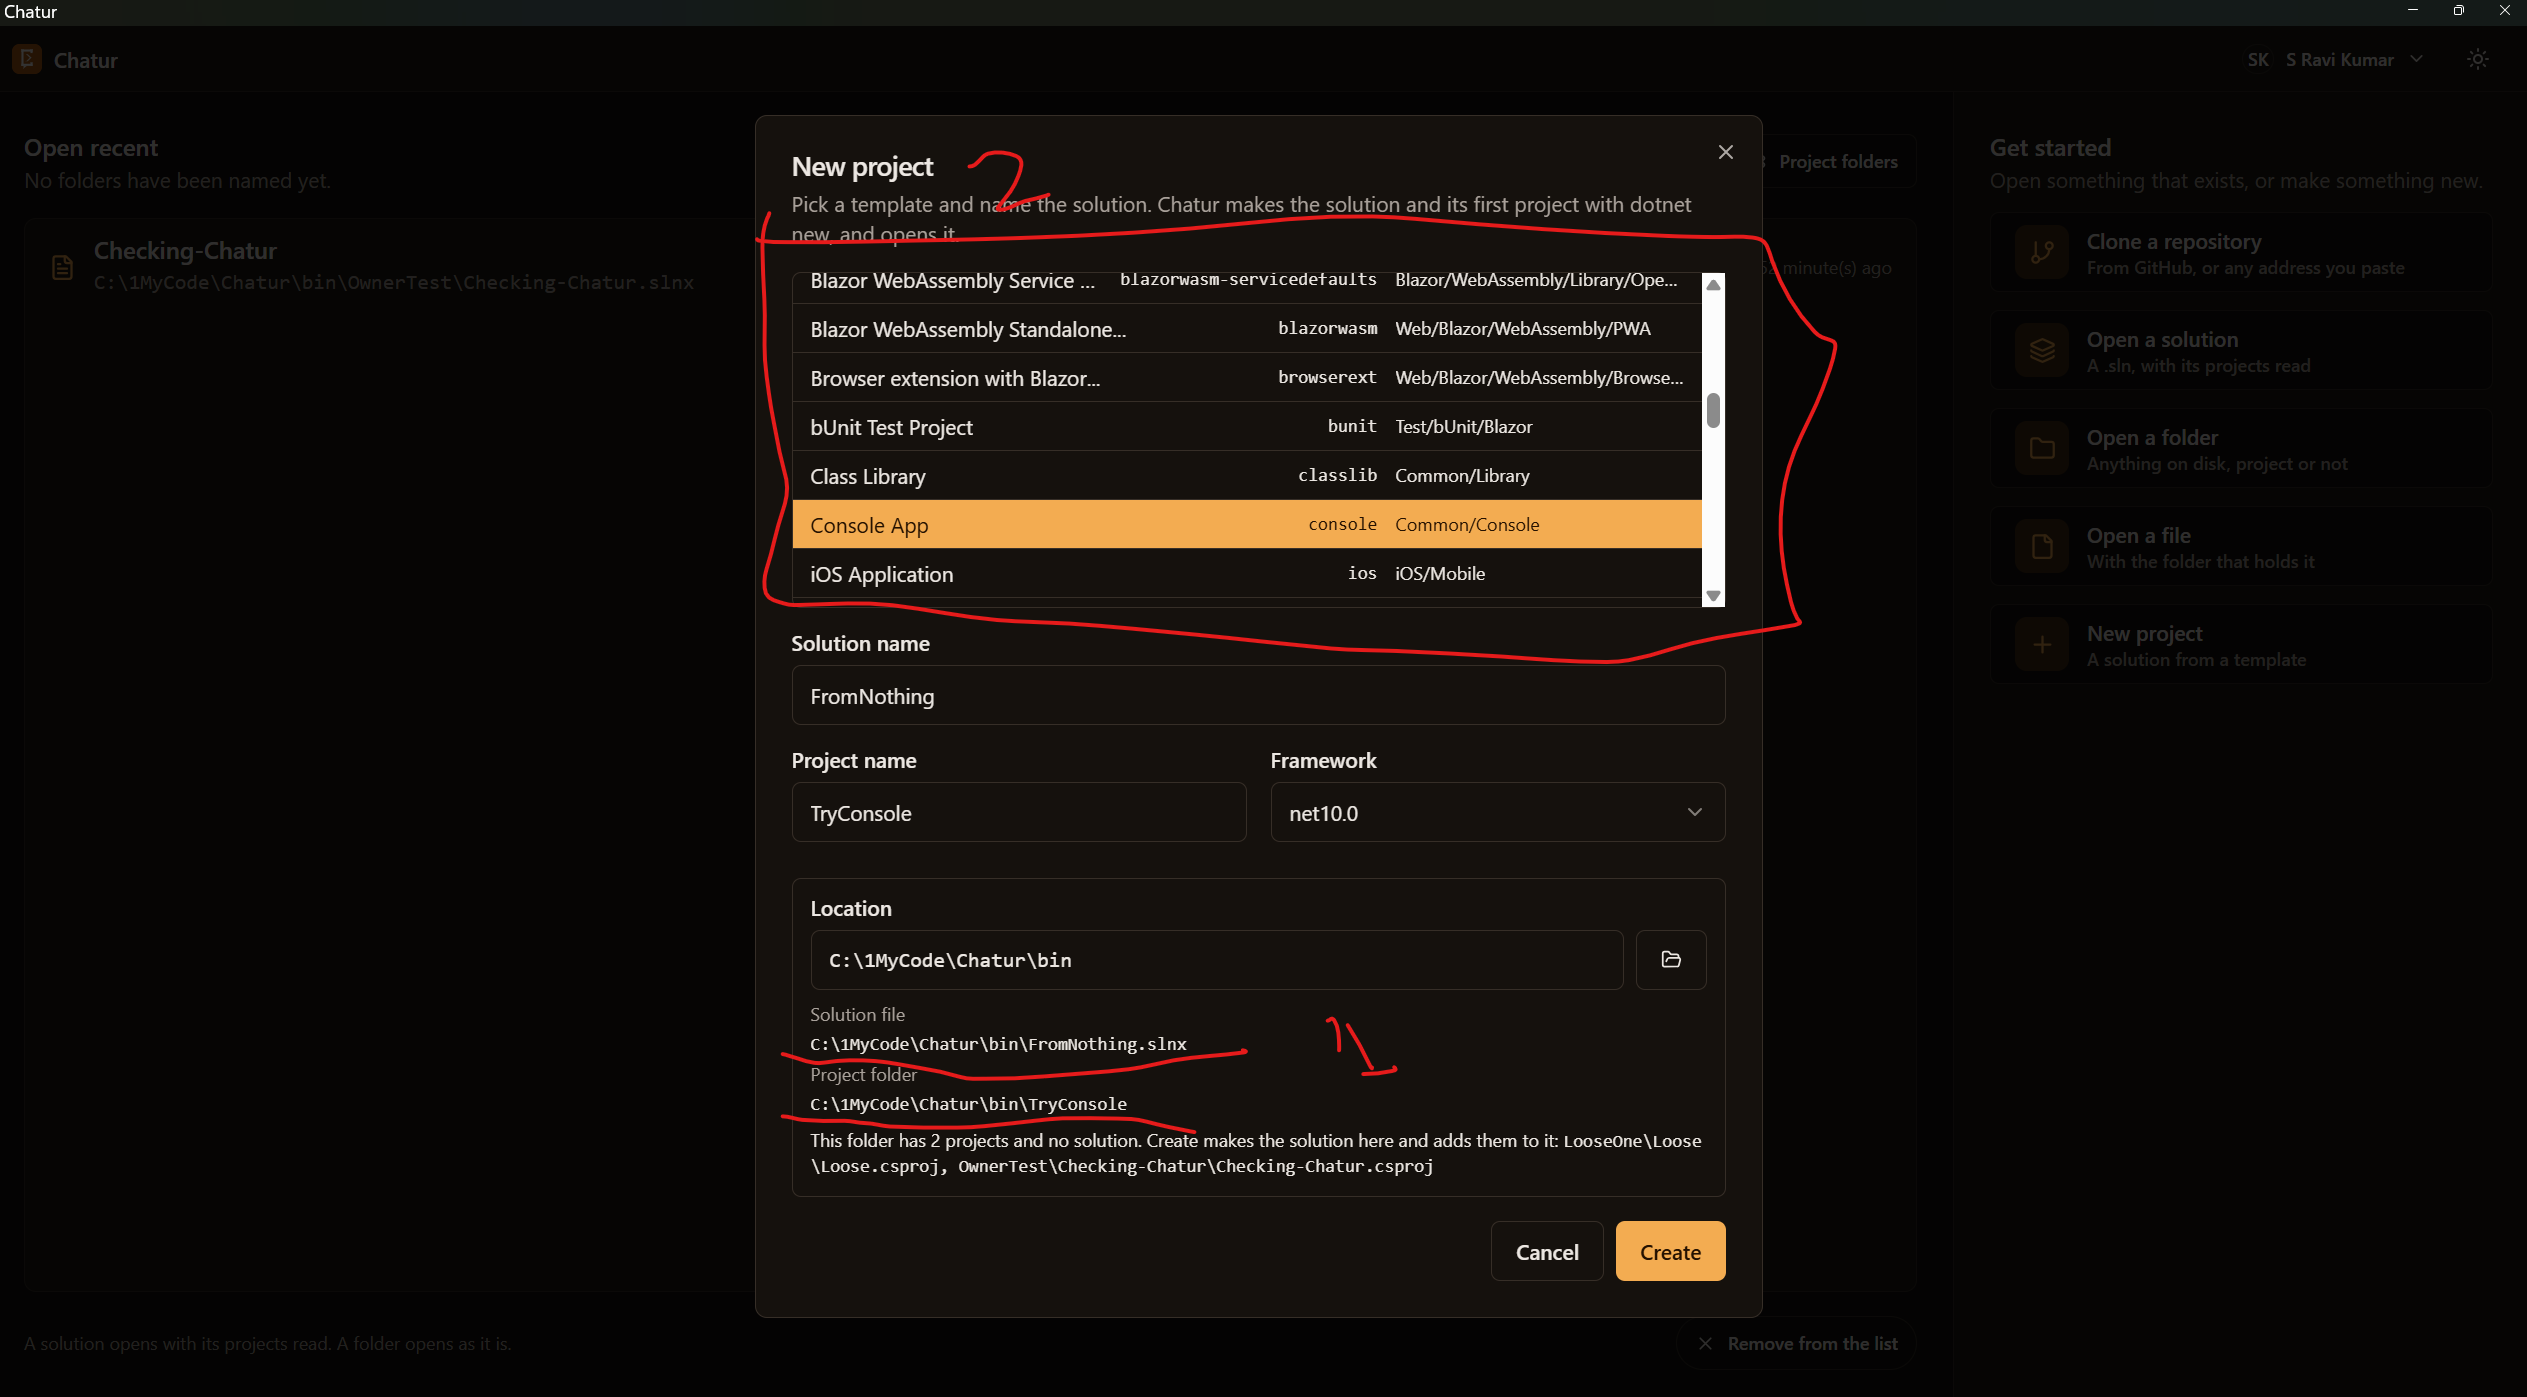 Chatur
Chatur
SK S Ravi Kumar
Open recent
No folders have been named yet.
Project folders
Checking-Chatur
C:\1MyCode\Chatur\bin\OwnerTest\Checking-Chatur.slnx
minute(s) ago
New project
2
Pick a template and name the solution. Chatur makes the solution and its first project with dotnet
new, and opens it.
Blazor WebAssembly Service ... blazorwasm-servicedefaults Blazor/WebAssembly/Library/Ope...
Blazor WebAssembly Standalone... blazorwasm Web/Blazor/WebAssembly/PWA
Browser extension with Blazor... browserext Web/Blazor/WebAssembly/Browse...
bUnit Test Project bunit Test/bUnit/Blazor
Class Library classlib Common/Library
Console App console Common/Console
iOS Application ios iOS/Mobile
Solution name
FromNothing
Project name Framework
TryConsole net10.0
Location
C:\1MyCode\Chatur\bin
Solution file
C:\1MyCode\Chatur\bin\FromNothing.slnx
Project folder
C:\1MyCode\Chatur\bin\TryConsole
This folder has 2 projects and no solution. Create makes the solution here and adds them to it: LooseOne\Loose
\Loose.csproj, OwnerTest\Checking-Chatur\Checking-Chatur.csproj
1
Cancel Create
Get started
Open something that exists, or make something new.
Clone a repository
From GitHub, or any address you paste
Open a solution
A .sln, with its projects read
Open a folder
Anything on disk, project or not
Open a file
With the folder that holds it
New project
A solution from a template
A solution opens with its projects read. A folder opens as it is.
Remove from the list